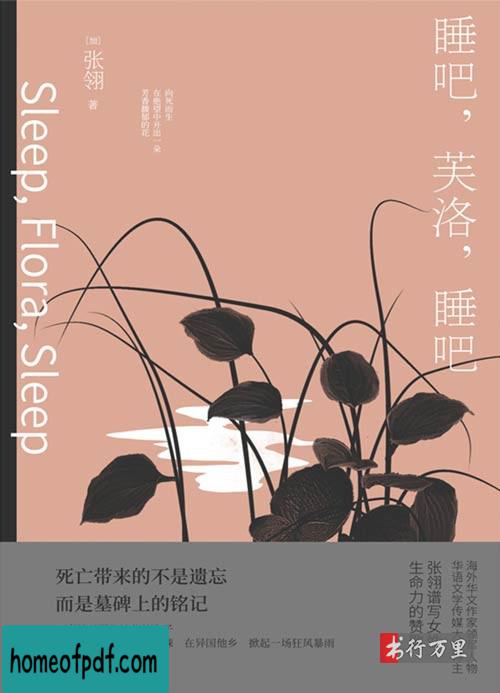 睡吧，芙洛，睡吧
[加]
张翎 著
向死而生
在绝望中开出一朵
芳香馥郁的花
Sleep, Flora, Sleep
死亡带来的不是遗忘
而是墓碑上的铭记
在异国他乡 掀起一场狂风暴雨
海外华文作家领
物
华语文学传媒大
主
张翎谱写女
生命力的赞
书行万里
homeofpdf.com